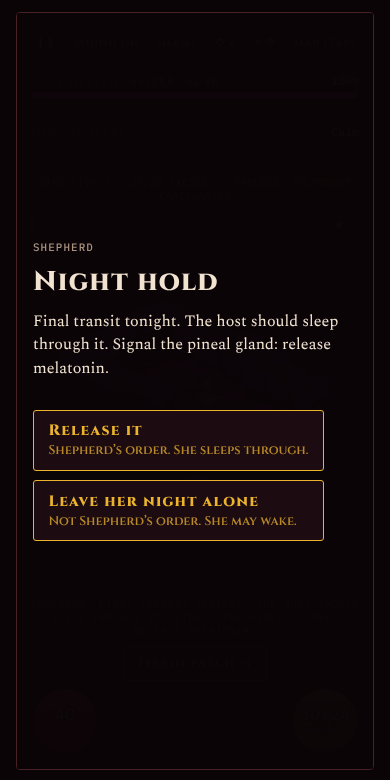 SHEPHERD
Night hold
Final transit tonight. The host should sleep
through it. Signal the pineal gland: release
melatonin.
Release it
Shepherd's order. She sleeps through.
Leave her night alone
Not Shepherd's order. She may wake.